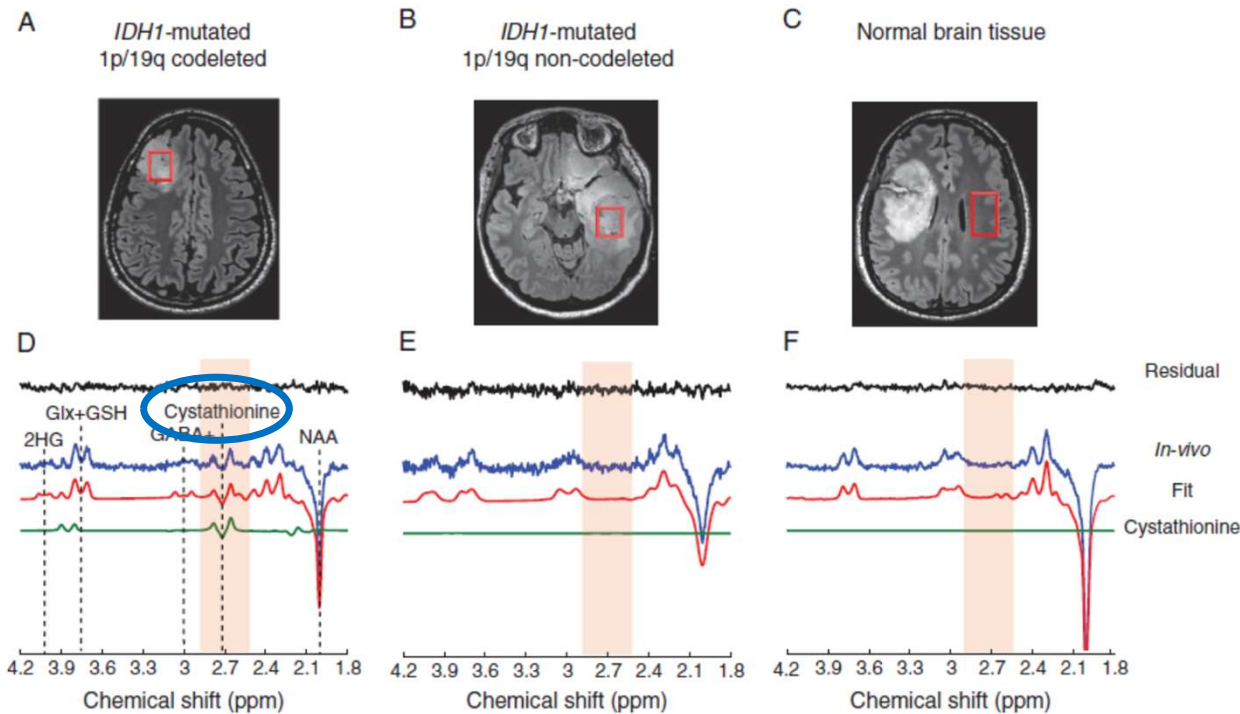 A
IDH1-mutated
1p/19q codeleted
B
IDH1-mutated
1p/19q non-codeleted
C
Normal brain tissue
D
E
F
Residual
Glx+GSH
Cystathionine
2HG
GABA+
NAA
In-vivo
Fit
Cystathionine
4.2 3.9 3.6 3.3 3 2.7 2.4 2.1 1.8
4.2 3.9 3.6 3.3 3 2.7 2.4 2.1 1.8
4.2 3.9 3.6 3.3 3 2.7 2.4 2.1 1.8
Chemical shift (ppm)
Chemical shift (ppm)
Chemical shift (ppm)